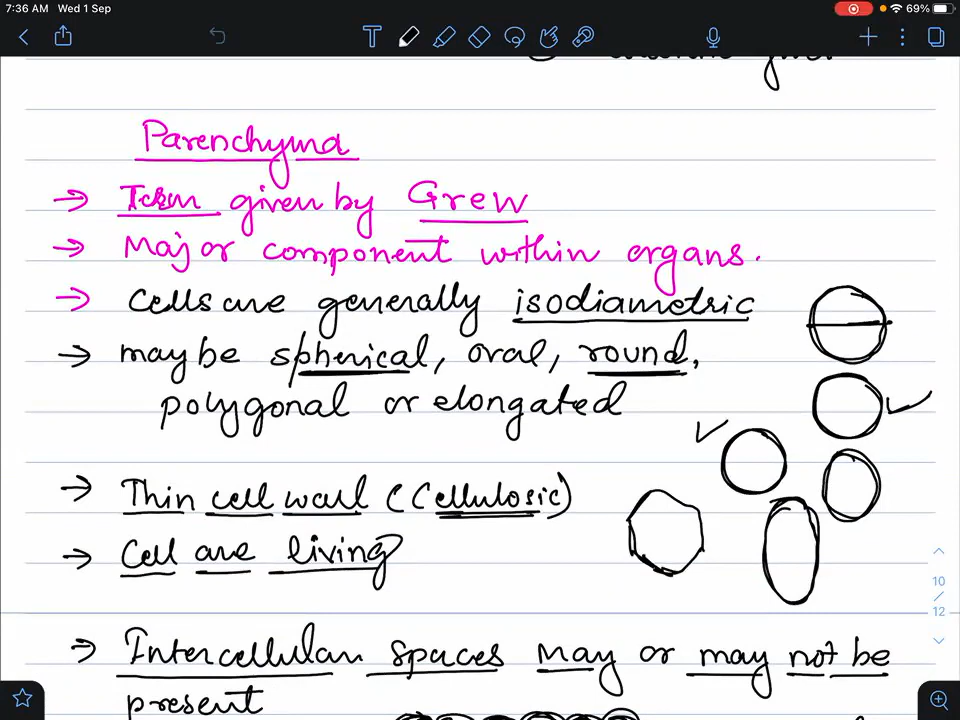 7:36 AM Wed 1 Sep
69%
Parenchyma
→ Term given by Grew
→ Major component within organs.
→ Cells are generally isodiametric
→ may be spherical, oval, round,
polygonal or elongated
→ Thin cell wall (Cellulosic)
→ Cell are living
10
/
12
→ Intercellular spaces may or may not be
present